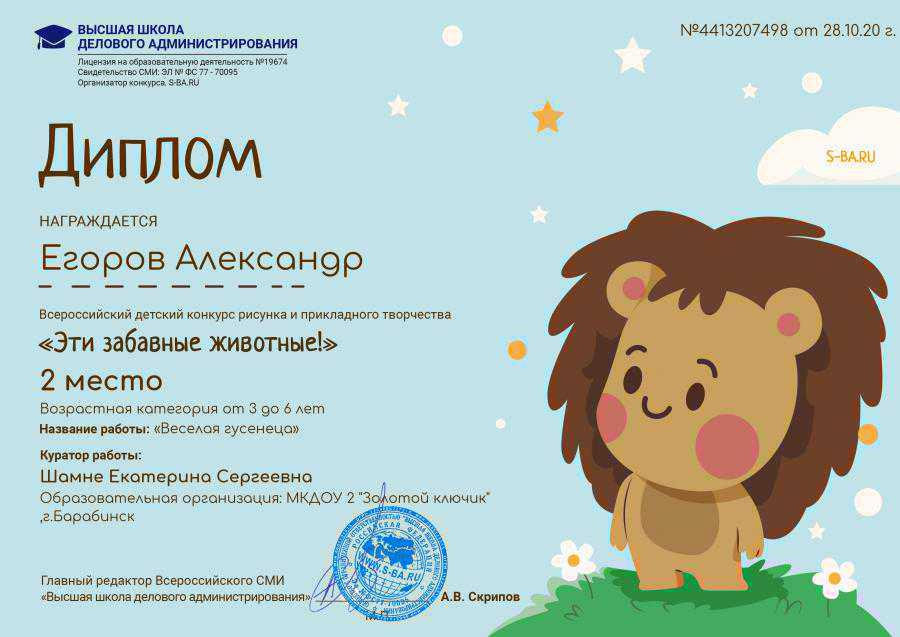 ВЫСШАЯ ШКОЛА
ДЕЛОВОГО АДМИНИСТРИРОВАНИЯ
Лицензия на образовательную деятельность №19674
Свидетельство СМИ: ЭЛ № ФС 77 - 70095
Организатор конкурса, S-BA.RU
№4413207498 от 28.10.20 г.
S-BA.RU
Диплом
НАГРАЖДАЕТСЯ
Егоров Александр
Всероссийский детский конкурс рисунка и прикладного творчества
«Эти забавные животные!»
2 место
Возрастная категория от 3 до 6 лет
Название работы: «Веселая гусенеца»
Куратор работы:
Шамне Екатерина Сергеевна
Образовательная организация: МКДОУ 2 "Золотой ключик"
,г.Барабинск
РОССИЙСКАЯ ФЕДЕРАЦИЯ
WWW.S-BA.RU
Главный редактор Всероссийского СМИ
«Высшая школа делового администрирования»
А.В. Скрипов